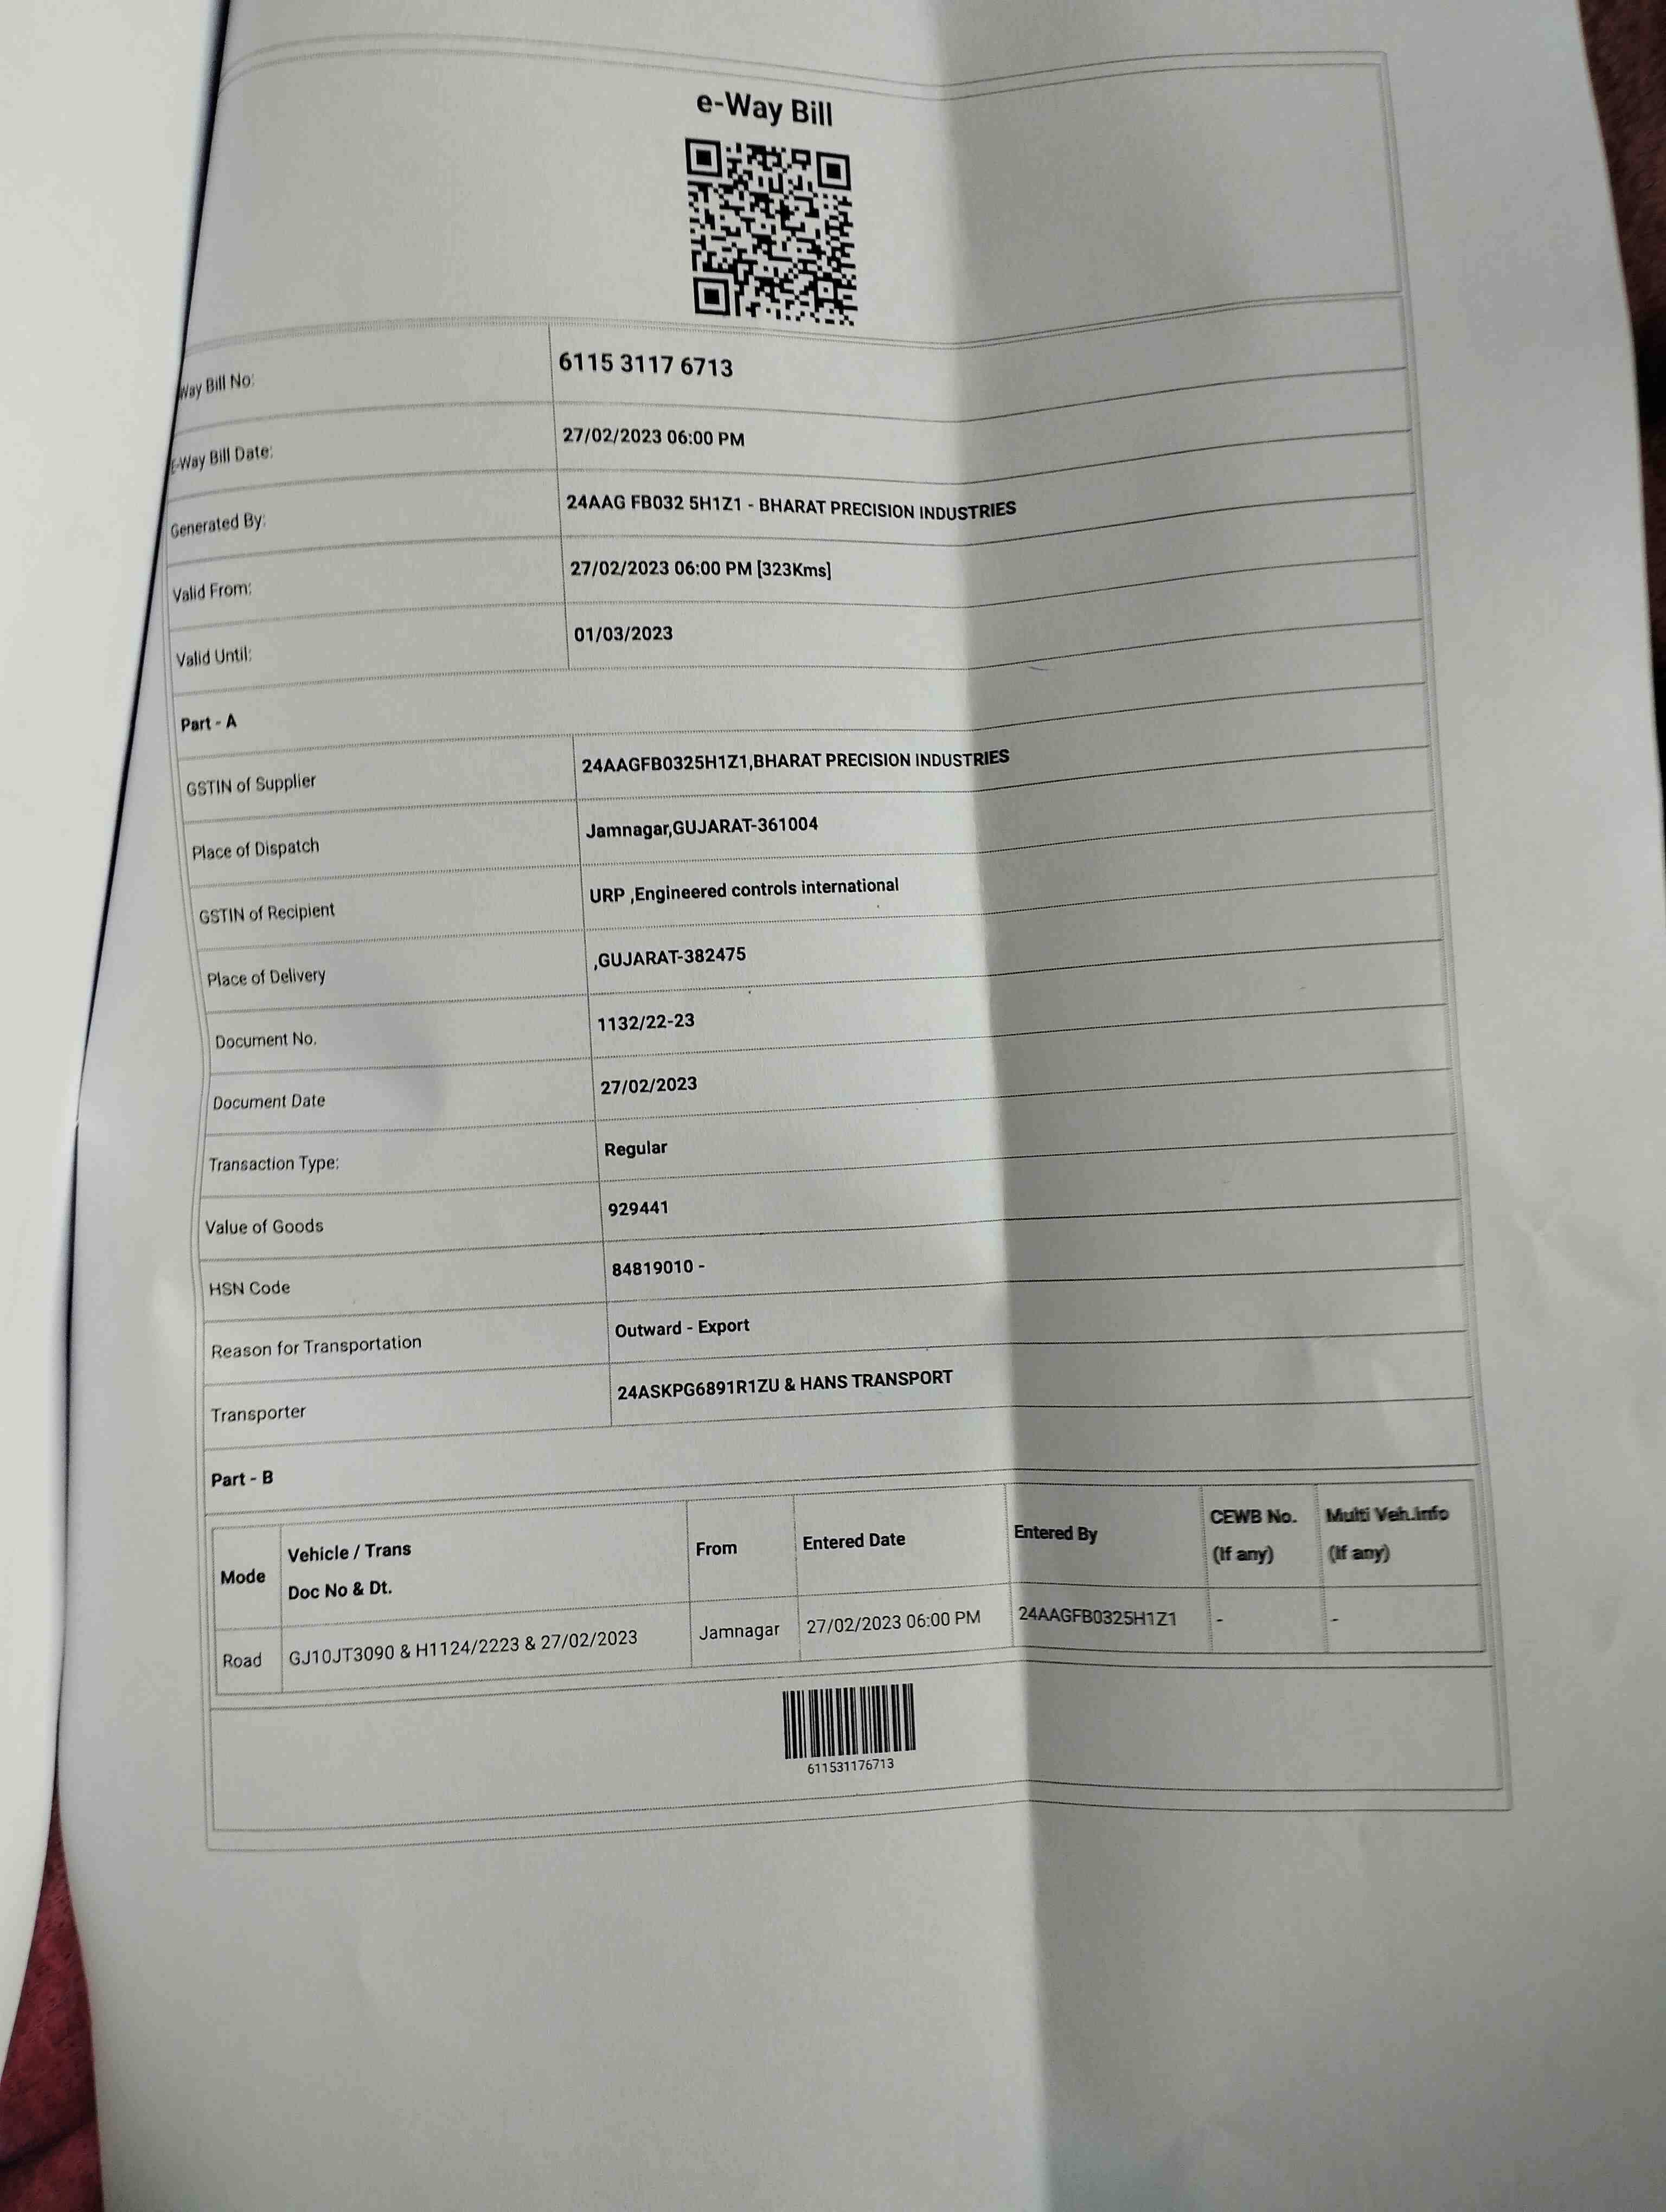 e-Way Bill
Way Bill No: 6115 3117 6713
E-Way Bill Date: 27/02/2023 06:00 PM
Generated By: 24AAG FB032 5H1Z1 - BHARAT PRECISION INDUSTRIES
Valid From: 27/02/2023 06:00 PM [323Kms]
Valid Until: 01/03/2023
Part - A
GSTIN of Supplier 24AAGFB0325H1Z1,BHARAT PRECISION INDUSTRIES
Place of Dispatch Jamnagar,GUJARAT-361004
GSTIN of Recipient URP ,Engineered controls international
Place of Delivery ,GUJARAT-382475
Document No. 1132/22-23
Document Date 27/02/2023
Transaction Type: Regular
Value of Goods 929441
HSN Code 84819010 -
Reason for Transportation Outward - Export
Transporter 24ASKPG6891R1ZU & HANS TRANSPORT
Part - B
Mode Vehicle / Trans Doc No & Dt. From Entered Date Entered By CEWB No. (If any) Multi Veh.Info (If any)
Road GJ10JT3090 & H1124/2223 & 27/02/2023 Jamnagar 27/02/2023 06:00 PM 24AAGFB0325H1Z1 - -
611531176713